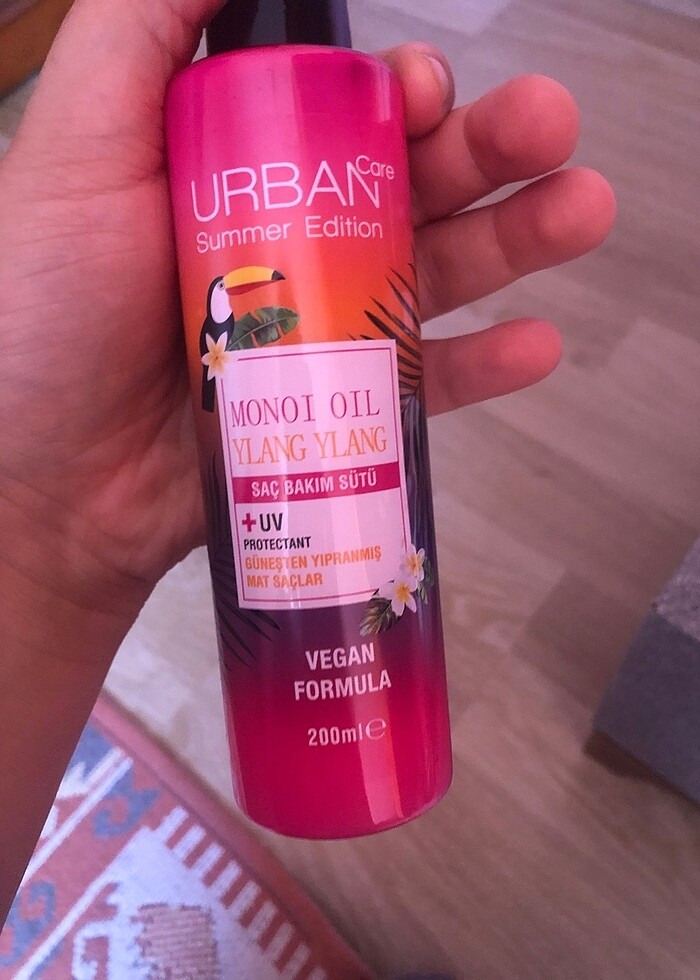 URBAN Care
Summer Edition
MONOI OIL
YLANG YLANG
SAÇ BAKIM SÜTÜ
+UV
PROTECTANT
GÜNEŞTEN YIPRANMIŞ
MAT SAÇLAR
VEGAN
FORMULA
200ml℮